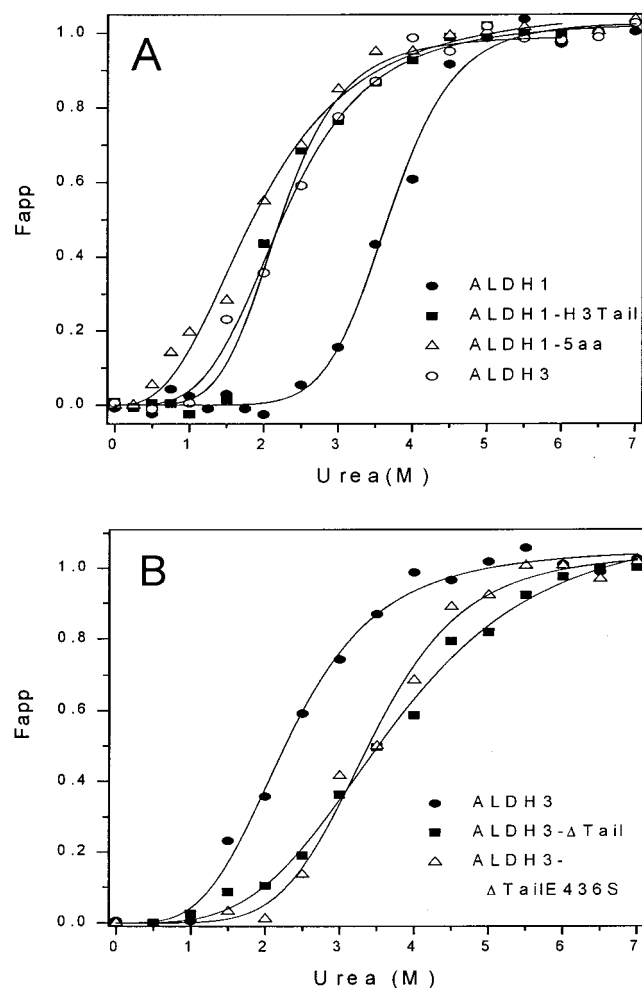 A
1.0
0.8
0.6
0.4
0.2
0.0
Fapp
ALDH1
ALDH1-H3Tail
ALDH1-5aa
ALDH3
0 1 2 3 4 5 6 7
Urea(M)
B
1.0
0.8
0.6
0.4
0.2
0.0
Fapp
ALDH3
ALDH3-ΔTail
ALDH3-
ΔTailE436S
0 1 2 3 4 5 6 7
Urea (M)